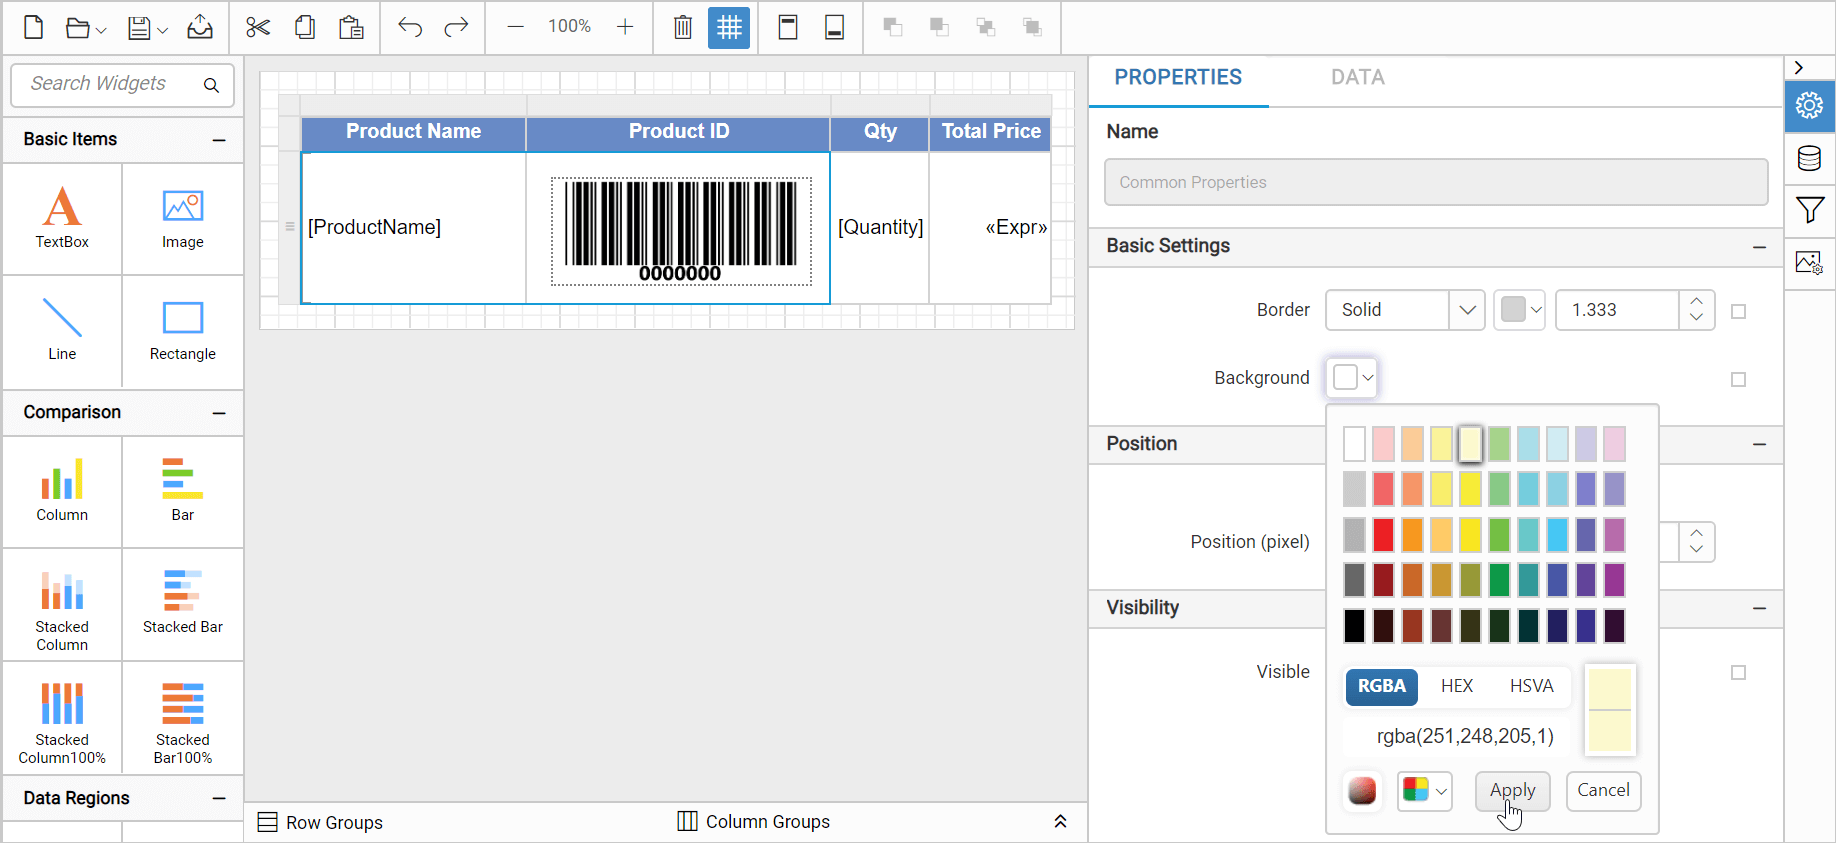 100%
Search Widgets
Basic Items
TextBox
Image
Line
Rectangle
Comparison
Column
Bar
Stacked
Column
Stacked Bar
Stacked
Column100%
Stacked
Bar100%
Data Regions
Product Name
Product ID
Qty
Total Price
[ProductName]
0000000
[Quantity]
«Expr»
Row Groups
Column Groups
PROPERTIES
DATA
Name
Common Properties
Basic Settings
Border
Solid
1.333
Background
Position
Position (pixel)
Visibility
Visible
RGBA
HEX
HSVA
rgba(251,248,205,1)
Apply
Cancel